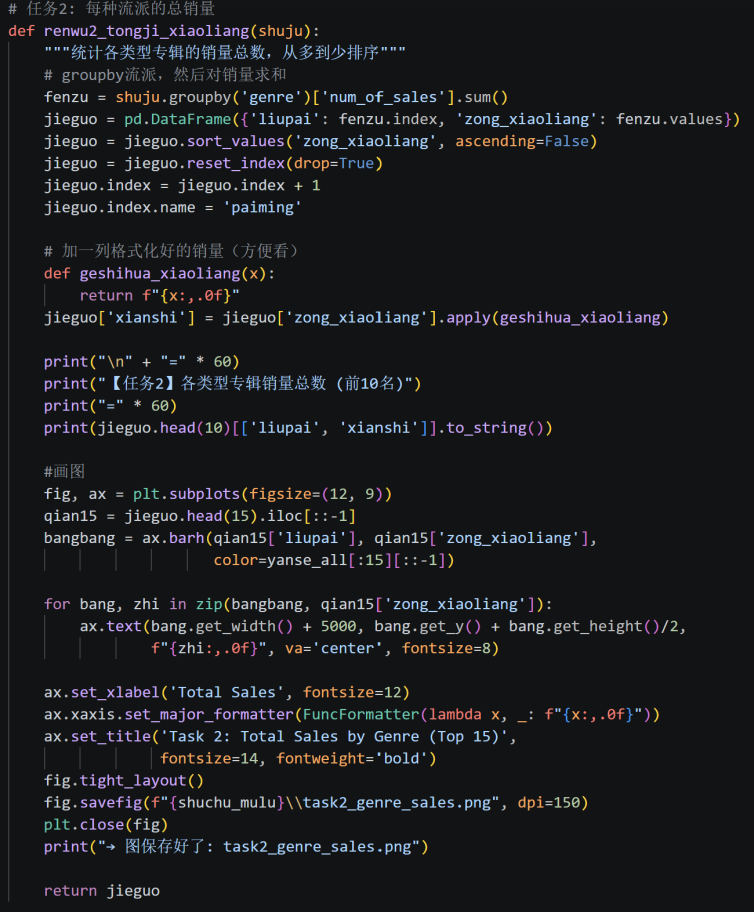 # 任务2: 每种流派的总销量
def renwu2_tongji_xiaoliang(shuju):
    """统计各类型专辑的销量总数，从多到少排序"""
    # groupby流派，然后对销量求和
    fenzu = shuju.groupby('genre')['num_of_sales'].sum()
    jieguo = pd.DataFrame({'liupai': fenzu.index, 'zong_xiaoliang': fenzu.values})
    jieguo = jieguo.sort_values('zong_xiaoliang', ascending=False)
    jieguo = jieguo.reset_index(drop=True)
    jieguo.index = jieguo.index + 1
    jieguo.index.name = 'paiming'

    # 加一列格式化好的销量（方便看）
    def geshihua_xiaoliang(x):
        return f"{x:,.0f}"
    jieguo['xianshi'] = jieguo['zong_xiaoliang'].apply(geshihua_xiaoliang)

    print("\n" + "=" * 60)
    print("【任务2】各类型专辑销量总数 (前10名)")
    print("=" * 60)
    print(jieguo.head(10)[['liupai', 'xianshi']].to_string())

    #画图
    fig, ax = plt.subplots(figsize=(12, 9))
    qian15 = jieguo.head(15).iloc[::-1]
    bangbang = ax.barh(qian15['liupai'], qian15['zong_xiaoliang'],
                       color=yanse_all[:15][::-1])

    for bang, zhi in zip(bangbang, qian15['zong_xiaoliang']):
        ax.text(bang.get_width() + 5000, bang.get_y() + bang.get_height()/2,
                f"{zhi:,.0f}", va='center', fontsize=8)

    ax.set_xlabel('Total Sales', fontsize=12)
    ax.xaxis.set_major_formatter(FuncFormatter(lambda x, _: f"{x:,.0f}"))
    ax.set_title('Task 2: Total Sales by Genre (Top 15)',
                 fontsize=14, fontweight='bold')
    fig.tight_layout()
    fig.savefig(f"{shuchu_mulu}\\task2_genre_sales.png", dpi=150)
    plt.close(fig)
    print("→ 图保存好了: task2_genre_sales.png")

    return jieguo